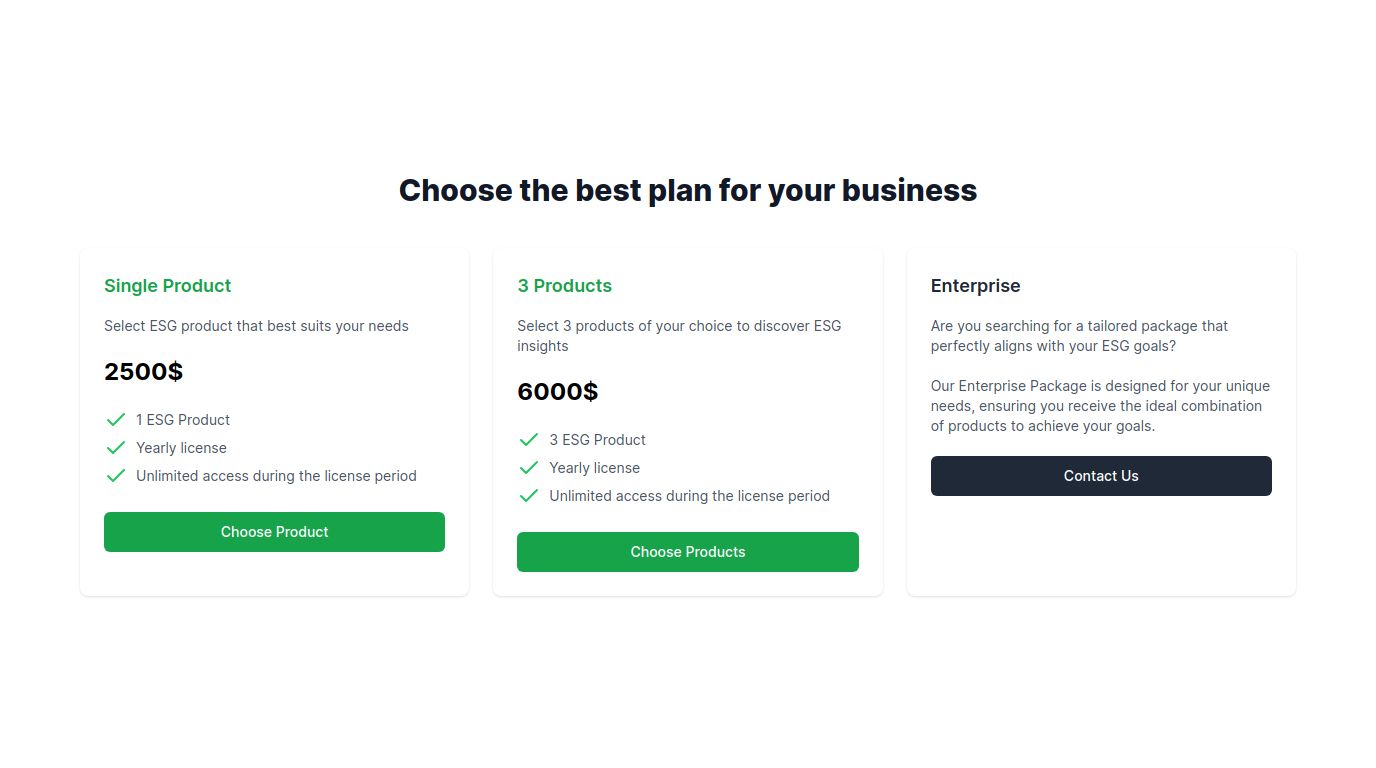 Choose the best plan for your business
Single Product
Select ESG product that best suits your needs
2500$
1 ESG Product
Yearly license
Unlimited access during the license period
Choose Product
3 Products
Select 3 products of your choice to discover ESG
insights
6000$
3 ESG Product
Yearly license
Unlimited access during the license period
Choose Products
Enterprise
Are you searching for a tailored package that
perfectly aligns with your ESG goals?
Our Enterprise Package is designed for your unique
needs, ensuring you receive the ideal combination
of products to achieve your goals.
Contact Us